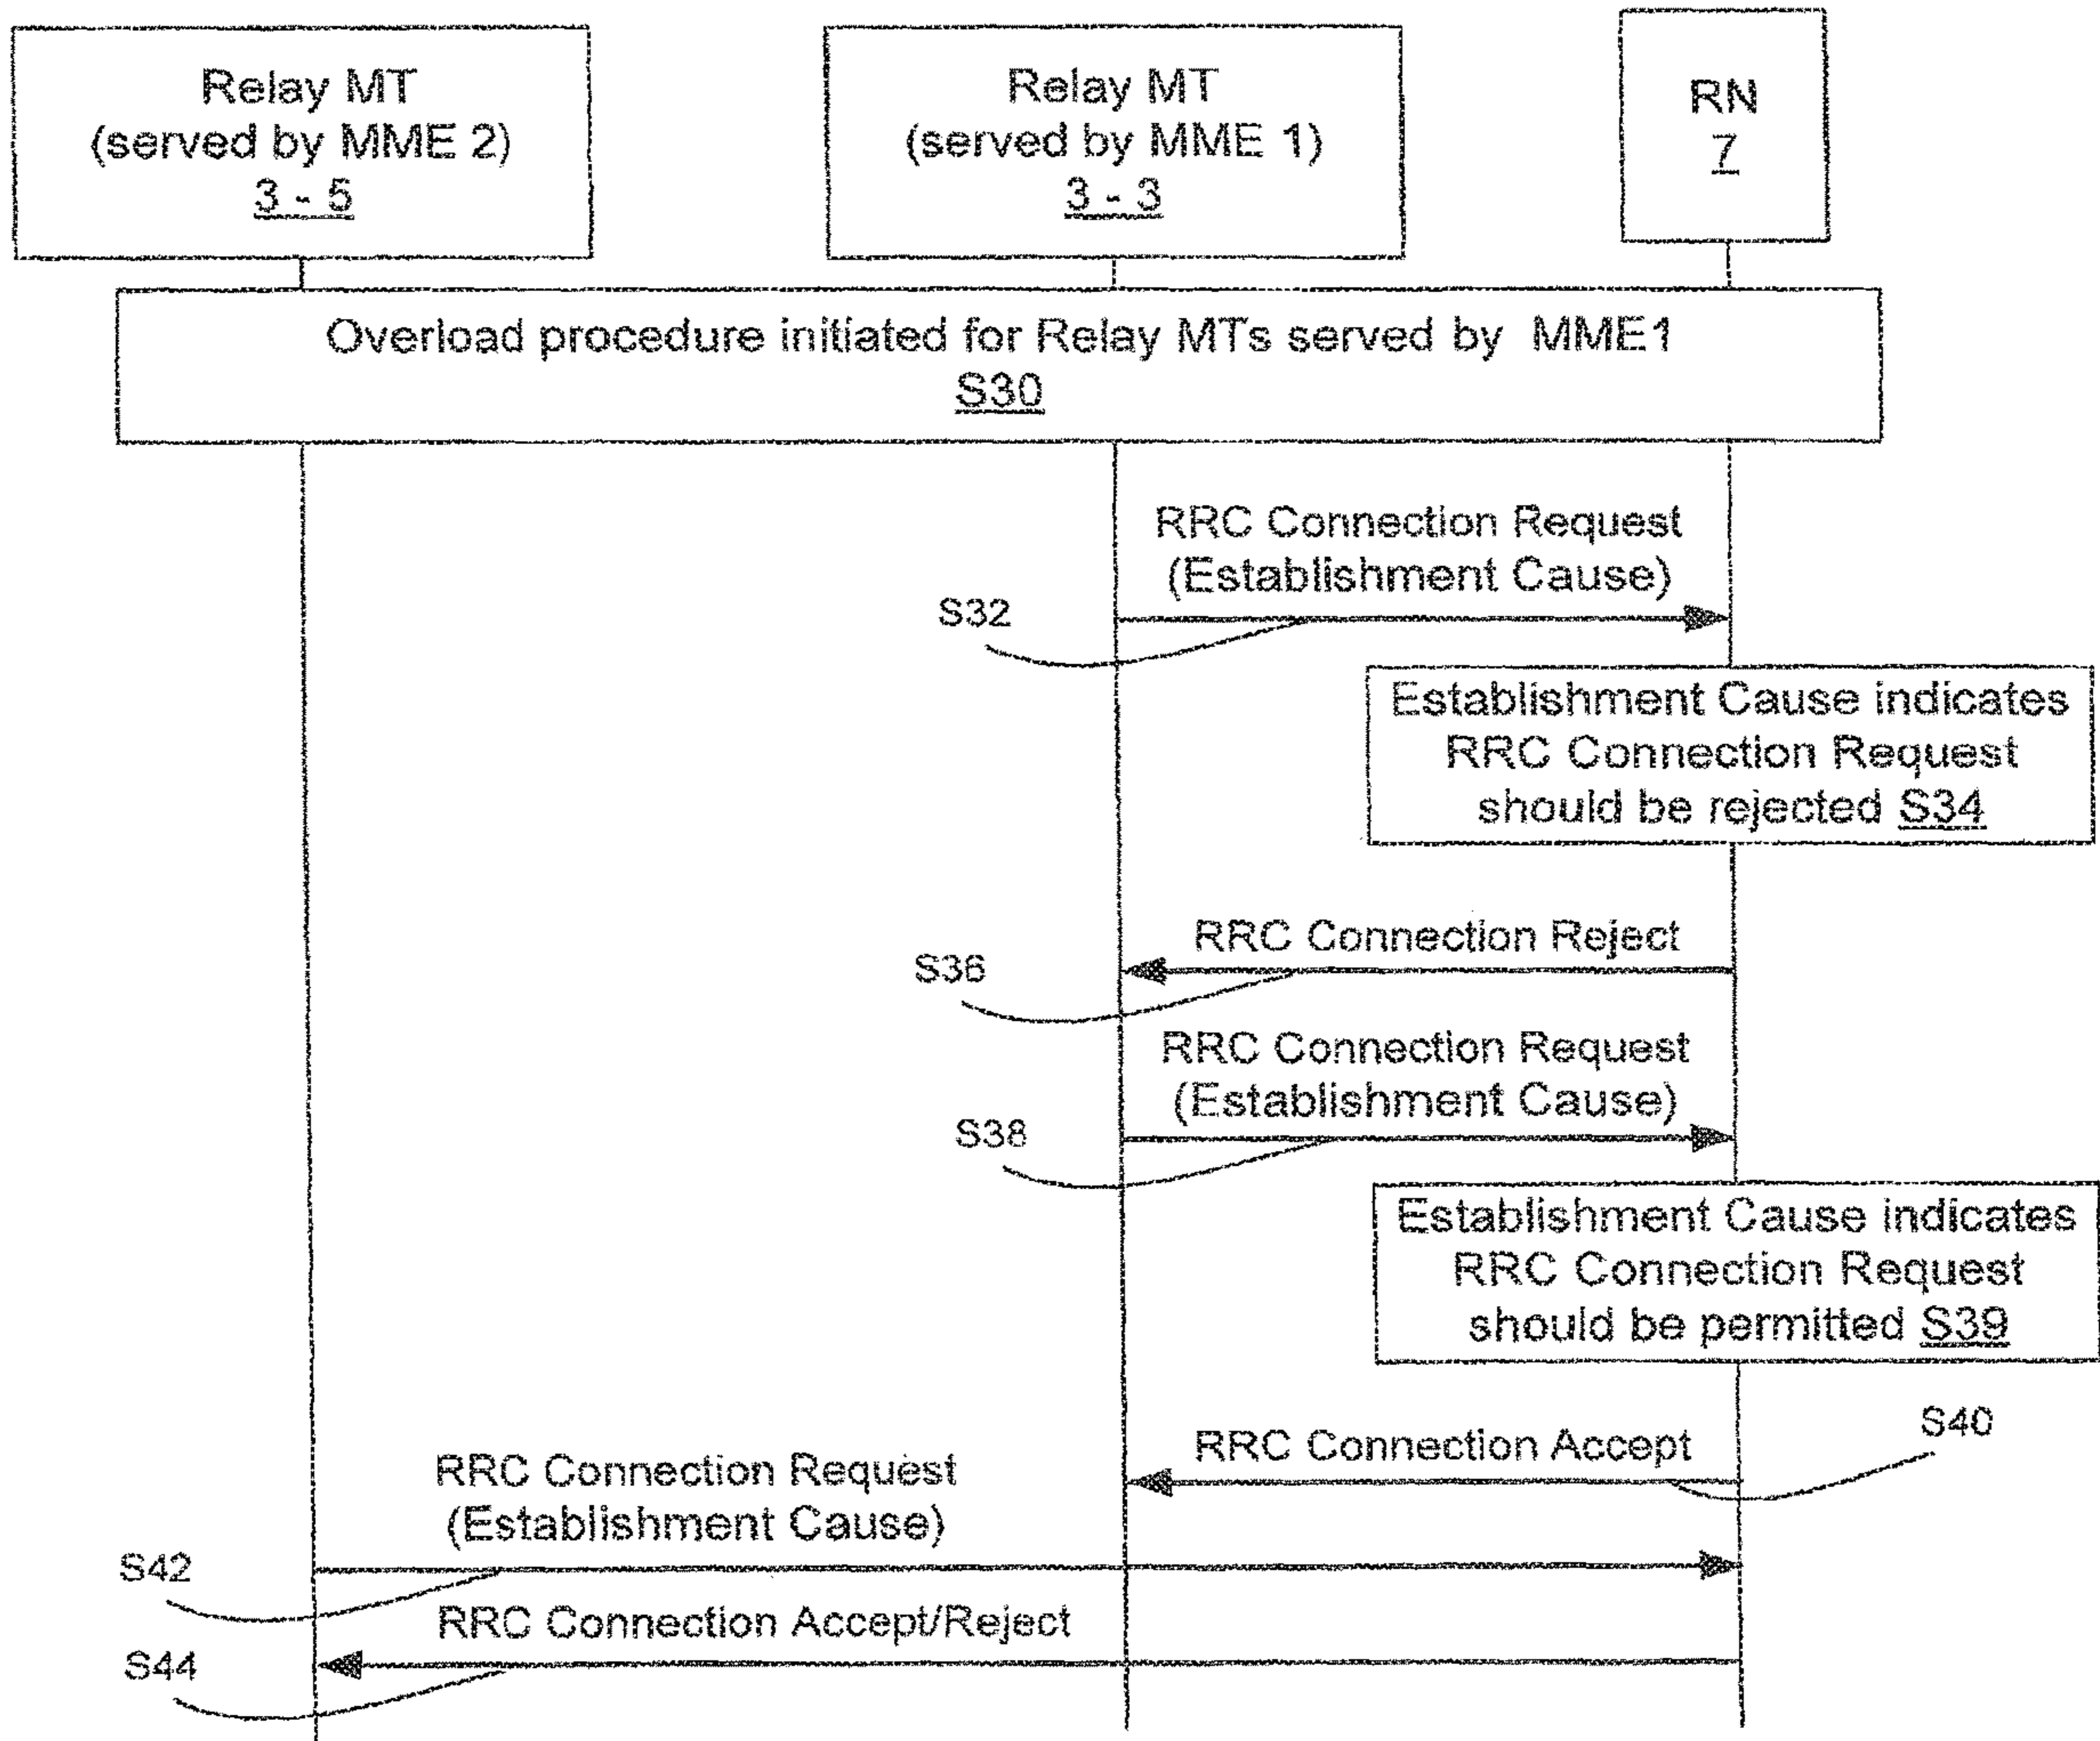 Relay MT
(served by MME 2)
3 - 5
Relay MT
(served by MME 1)
3 - 3
RN
7
Overload procedure initiated for Relay MTs served by MME1
S30
RRC Connection Request
(Establishment Cause)
S32
Establishment Cause indicates
RRC Connection Request
should be rejected S34
RRC Connection Reject
S36
RRC Connection Request
(Establishment Cause)
S38
Establishment Cause indicates
RRC Connection Request
should be permitted S39
S40
RRC Connection Accept
RRC Connection Request
(Establishment Cause)
S42
RRC Connection Accept/Reject
S44